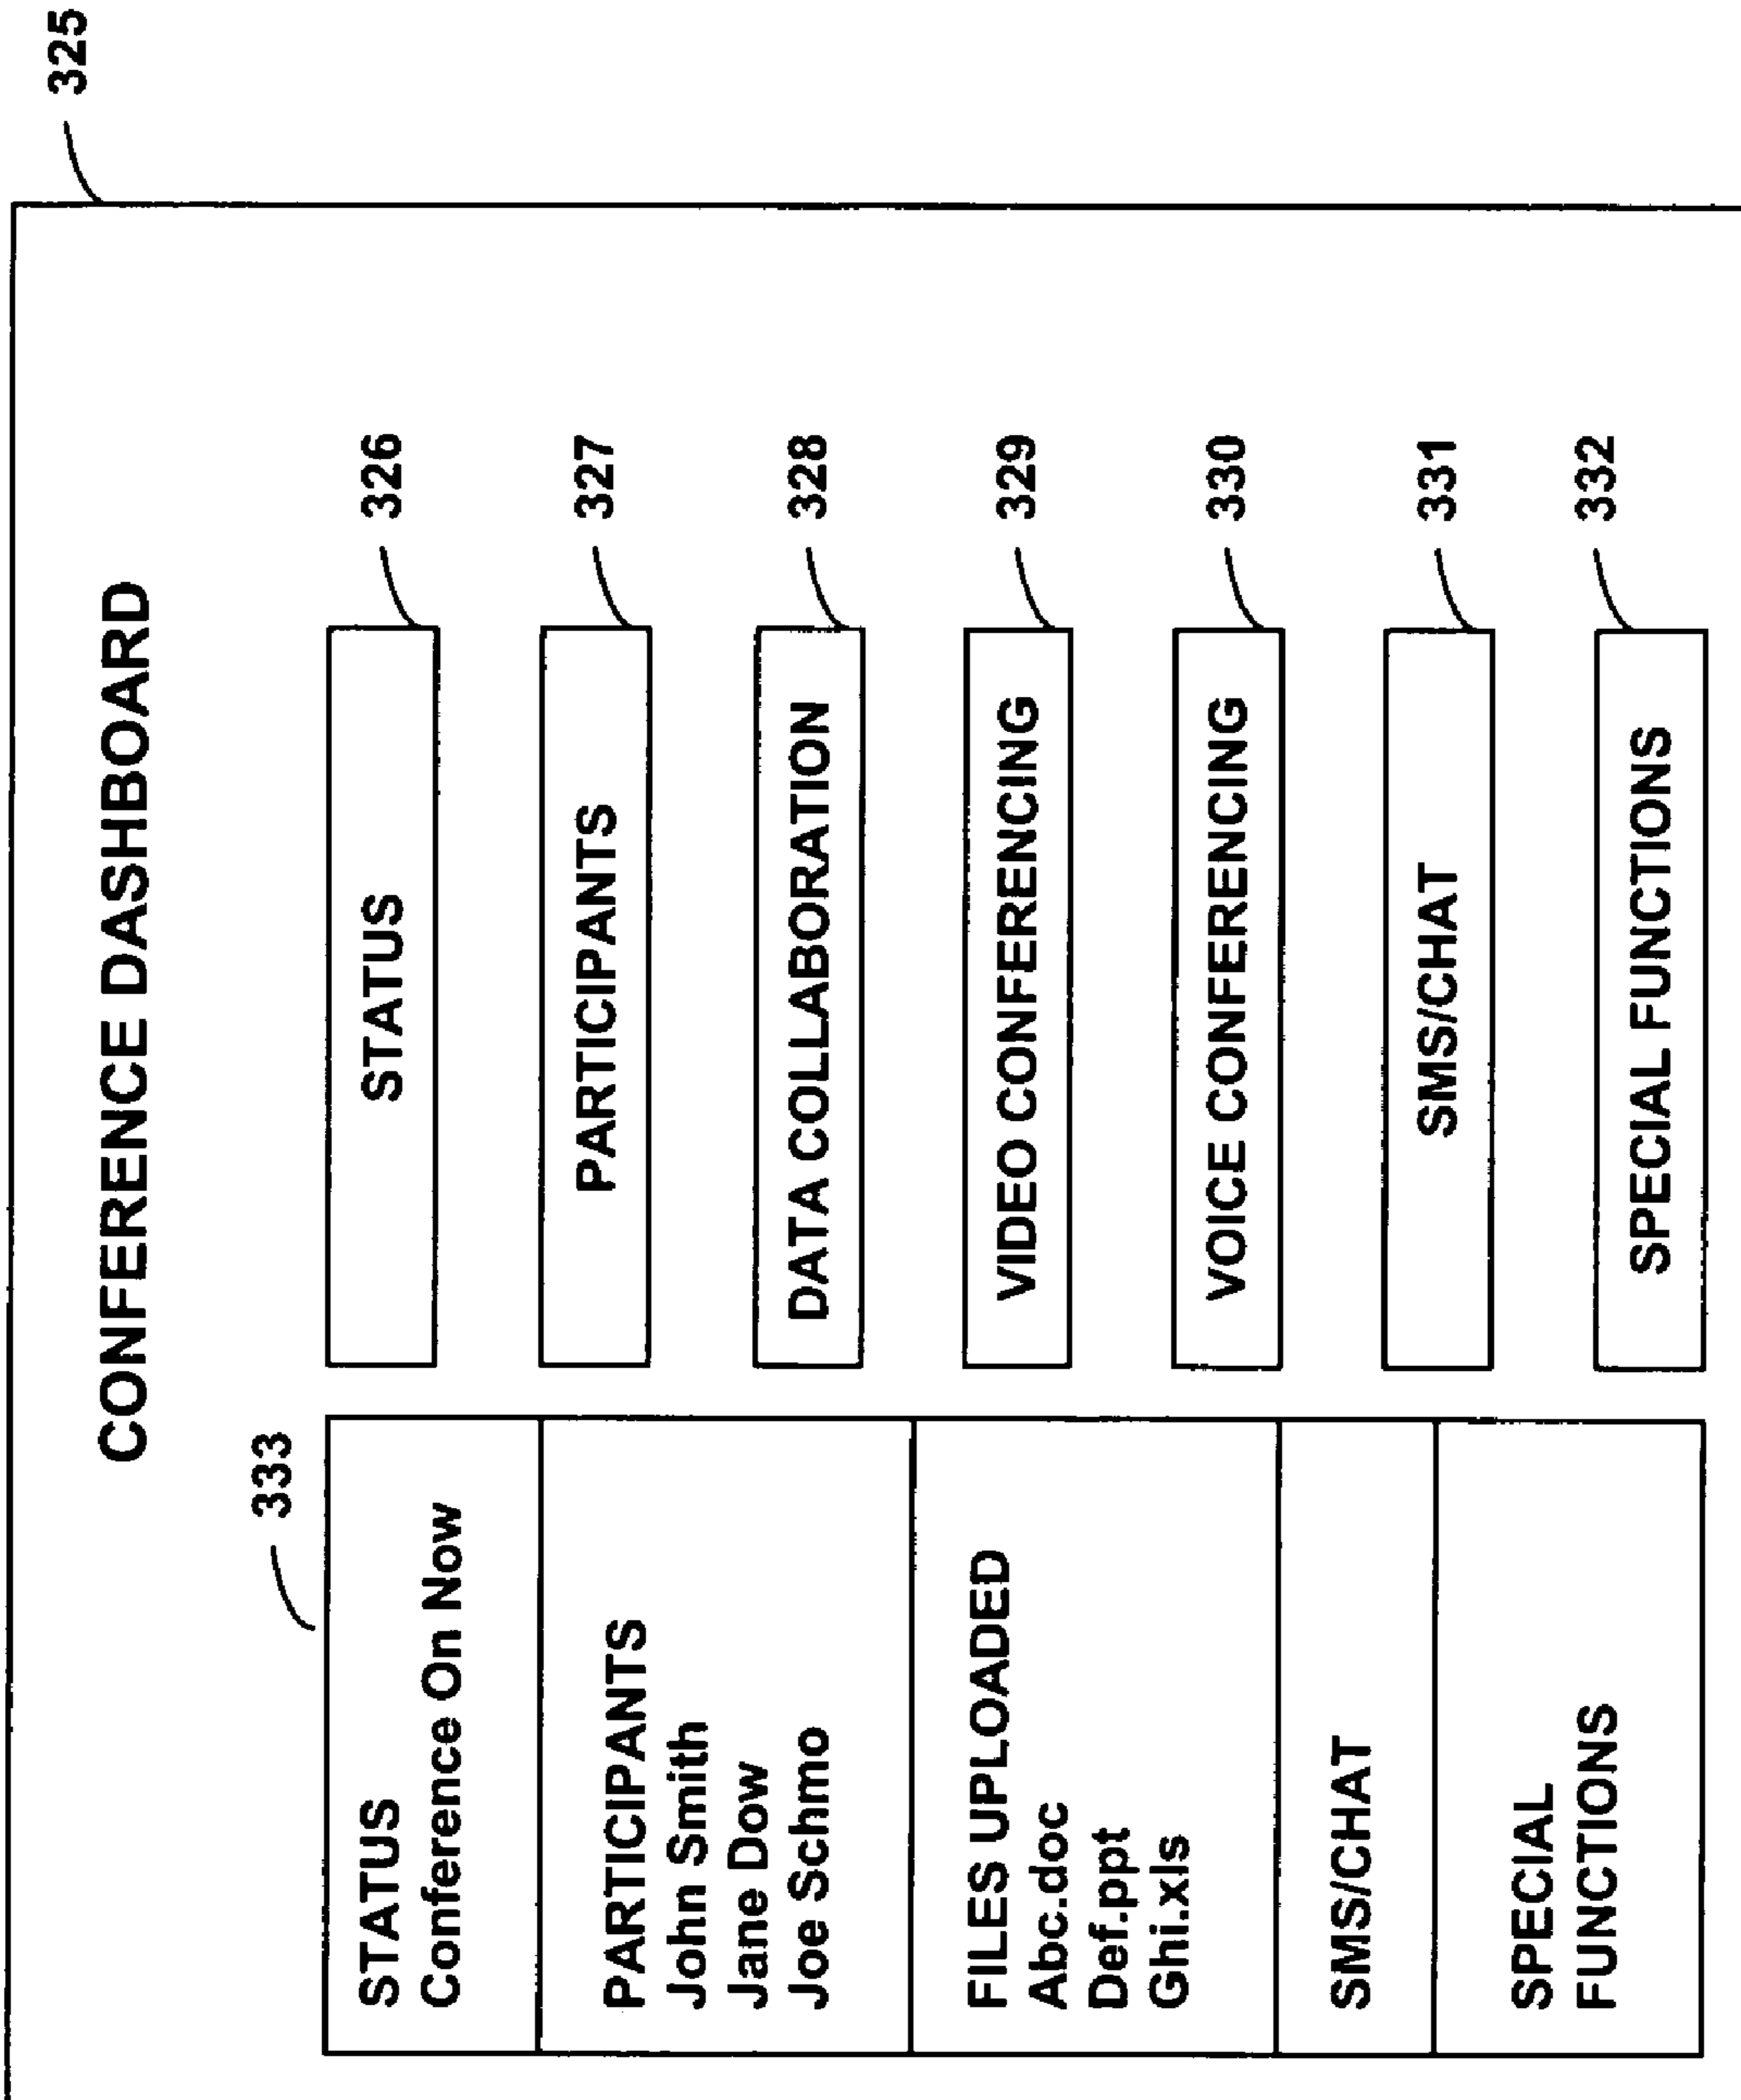 325
CONFERENCE DASHBOARD
333
STATUS
Conference On Now
PARTICIPANTS
John Smith
Jane Dow
Joe Schmo
FILES UPLOADED
Abc.doc
Def.ppt
Ghi.xls
SMS/CHAT
SPECIAL
FUNCTIONS
STATUS
326
PARTICIPANTS
327
DATA COLLABORATION
328
VIDEO CONFERENCING
329
VOICE CONFERENCING
330
SMS/CHAT
331
SPECIAL FUNCTIONS
332